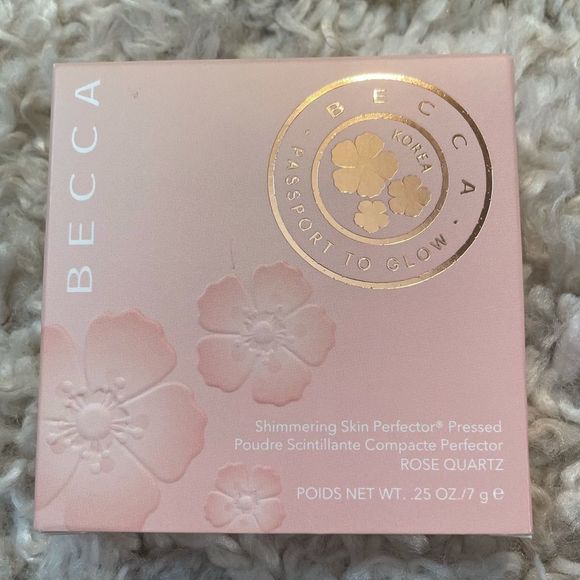 BECCA
BECCA
KOREA
· PASSPORT TO GLOW ·
Shimmering Skin Perfector® Pressed
Poudre Scintillante Compacte Perfector
ROSE QUARTZ
POIDS NET WT. .25 OZ./7 g ℮